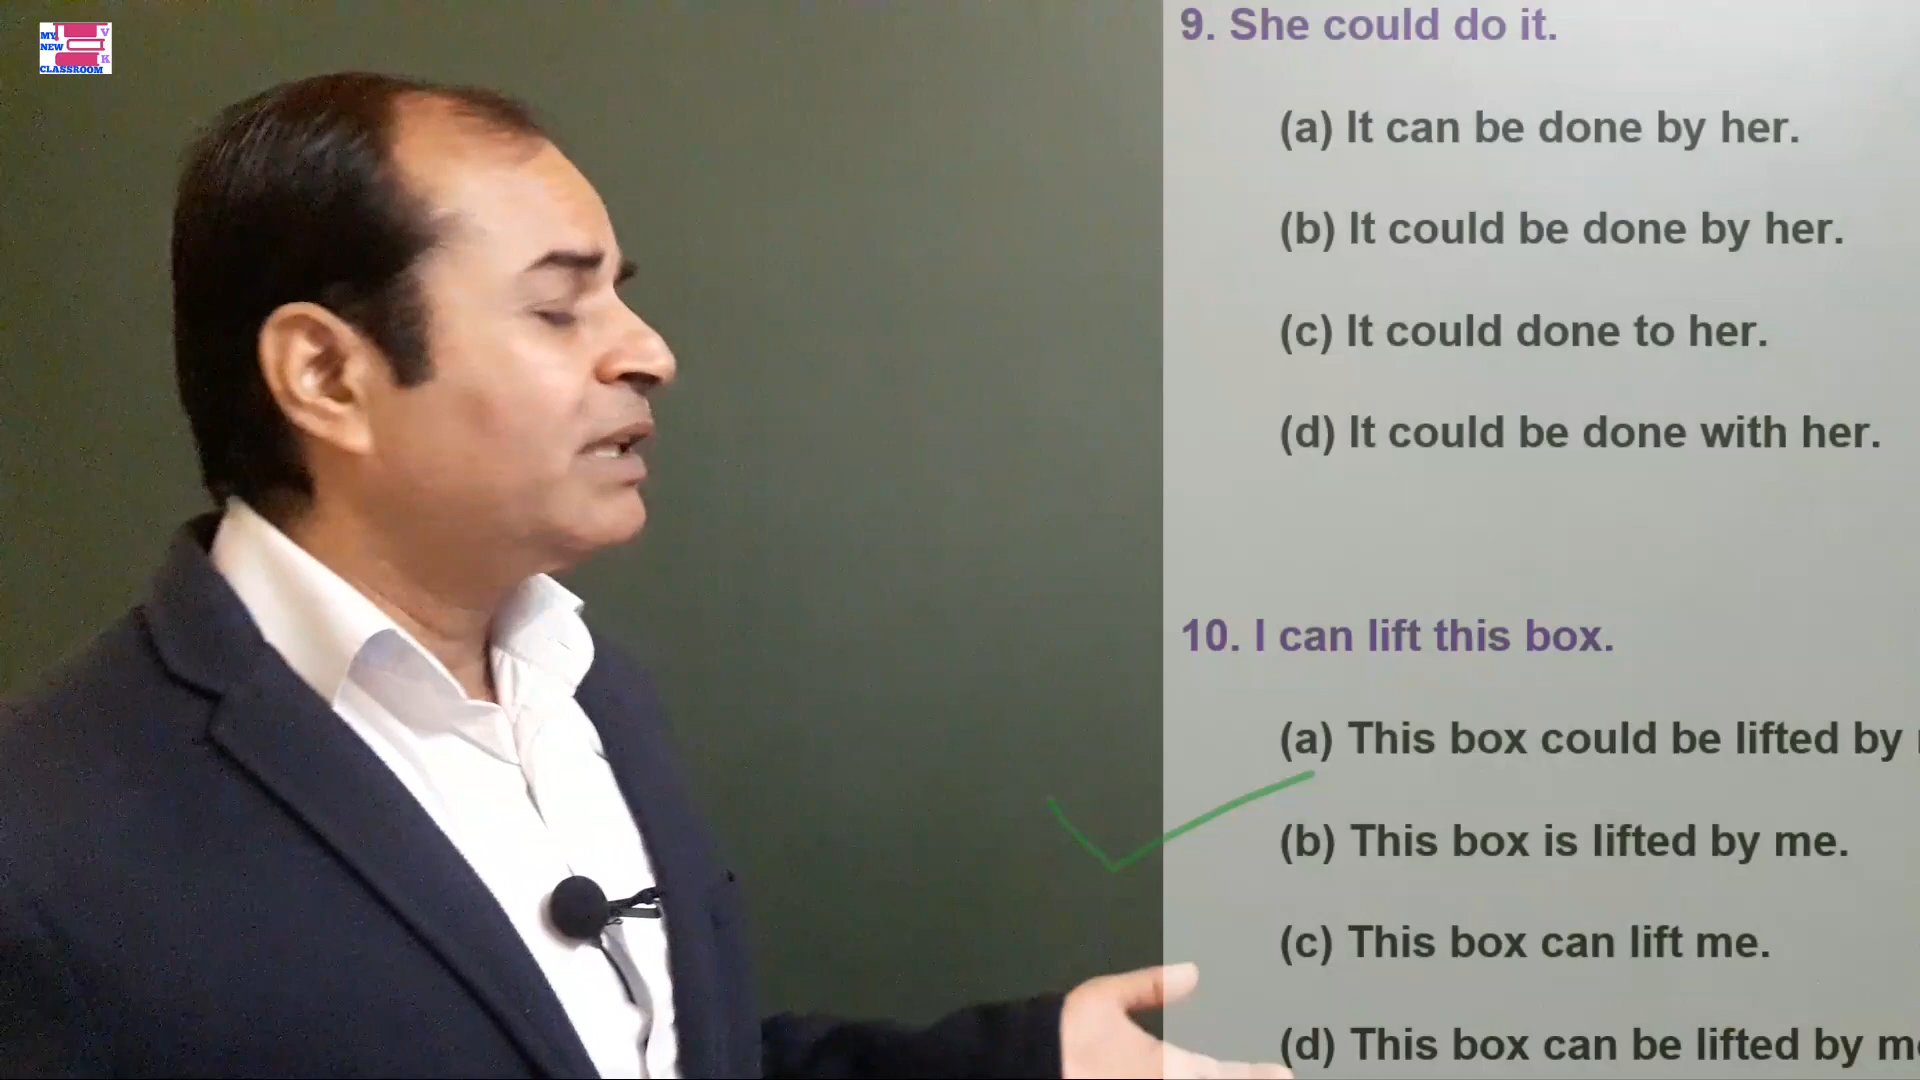 MY
NEW
CLASSROOM
V
K
9. She could do it.
(a) It can be done by her.
(b) It could be done by her.
(c) It could done to her.
(d) It could be done with her.
10. I can lift this box.
(a) This box could be lifted by
(b) This box is lifted by me.
(c) This box can lift me.
(d) This box can be lifted by